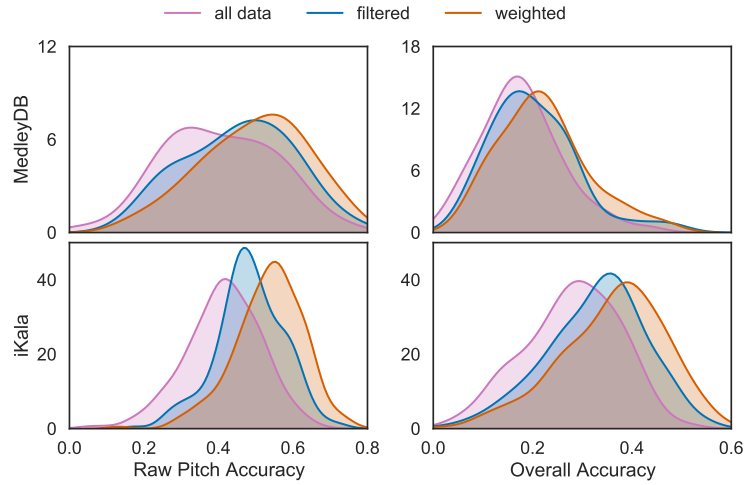 all data filtered weighted
12 18
MedleyDB
6 12
6
0 0
iKala
40 40
20 20
0 0
0.0 0.2 0.4 0.6 0.8 0.0 0.2 0.4 0.6
Raw Pitch Accuracy Overall Accuracy